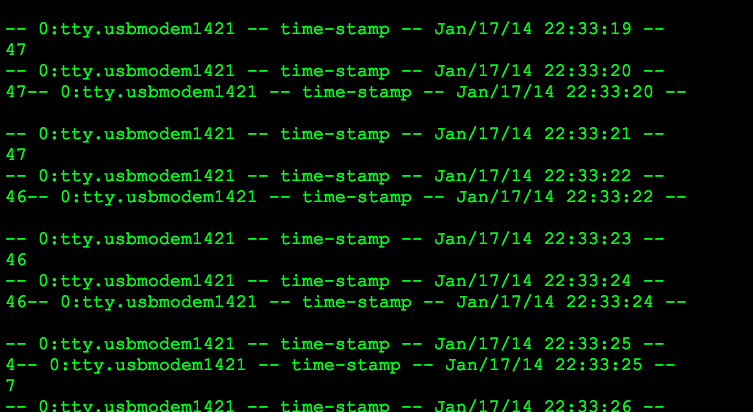 -- 0:tty.usbmodem1421 -- time-stamp -- Jan/17/14 22:33:19 --
47
-- 0:tty.usbmodem1421 -- time-stamp -- Jan/17/14 22:33:20 --
47-- 0:tty.usbmodem1421 -- time-stamp -- Jan/17/14 22:33:20 --
-- 0:tty.usbmodem1421 -- time-stamp -- Jan/17/14 22:33:21 --
47
-- 0:tty.usbmodem1421 -- time-stamp -- Jan/17/14 22:33:22 --
46-- 0:tty.usbmodem1421 -- time-stamp -- Jan/17/14 22:33:22 --
-- 0:tty.usbmodem1421 -- time-stamp -- Jan/17/14 22:33:23 --
46
-- 0:tty.usbmodem1421 -- time-stamp -- Jan/17/14 22:33:24 --
46-- 0:tty.usbmodem1421 -- time-stamp -- Jan/17/14 22:33:24 --
-- 0:tty.usbmodem1421 -- time-stamp -- Jan/17/14 22:33:25 --
4-- 0:tty.usbmodem1421 -- time-stamp -- Jan/17/14 22:33:25 --
7
-- 0:tty.usbmodem1421 -- time-stamp -- Jan/17/14 22:33:26 --